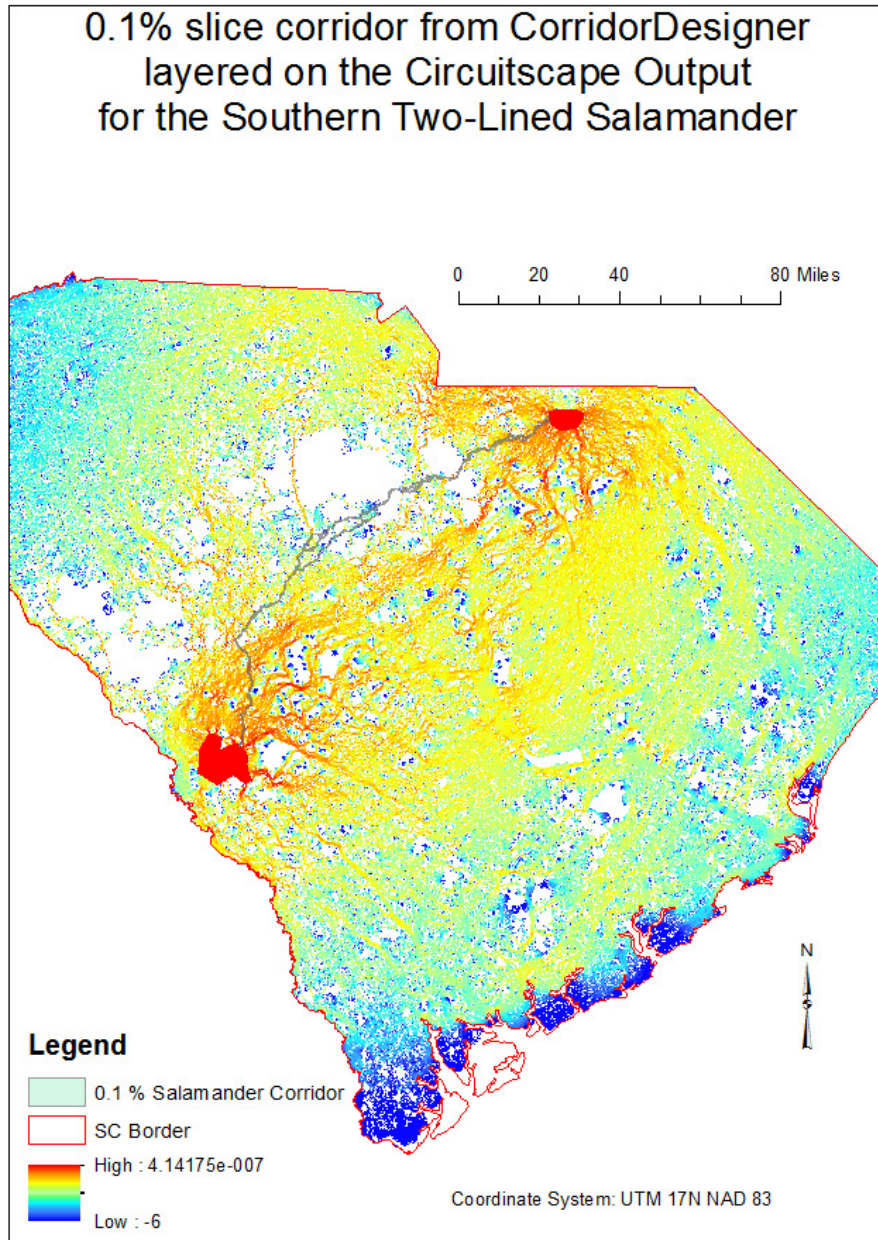 0.1% slice corridor from CorridorDesigner
layered on the Circuitscape Output
for the Southern Two-Lined Salamander
0 20 40 80 Miles
N
Legend
0.1 % Salamander Corridor
SC Border
High : 4.14175e-007
Low : -6
Coordinate System: UTM 17N NAD 83